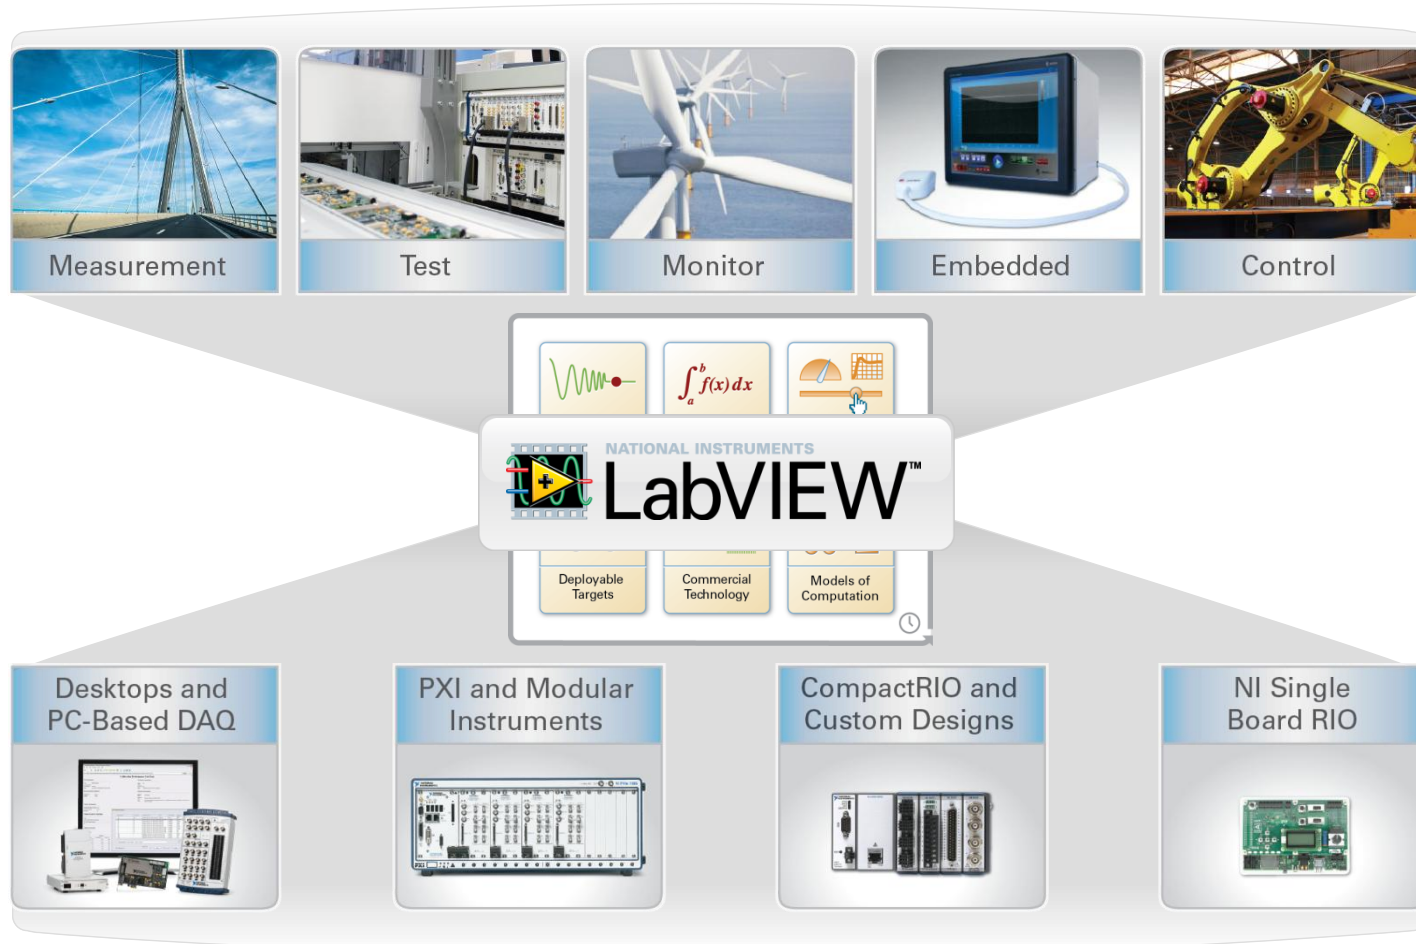 Measurement
Test
Monitor
Embedded
Control
∫ₐᵇ f(x) dx
NATIONAL INSTRUMENTS
LabVIEW™
Deployable
Targets
Commercial
Technology
Models of
Computation
Desktops and
PC-Based DAQ
PXI and Modular
Instruments
CompactRIO and
Custom Designs
NI Single
Board RIO